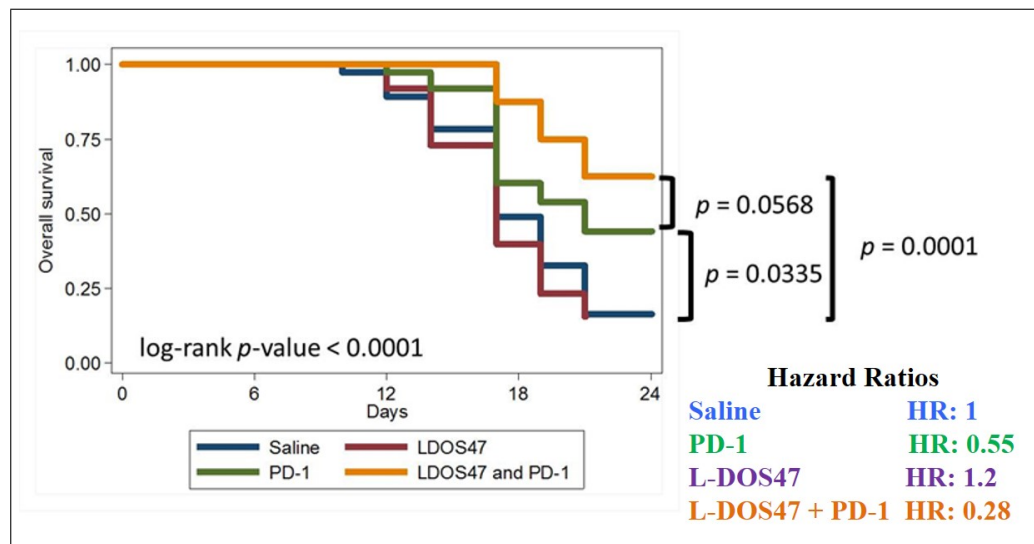 1.00
0.75
0.50
0.25
0.00
Overall survival
log-rank p-value < 0.0001
0 6 12 18 24
Days
Saline LDOS47
PD-1 LDOS47 and PD-1
p = 0.0568
p = 0.0335
p = 0.0001
Hazard Ratios
Saline HR: 1
PD-1 HR: 0.55
L-DOS47 HR: 1.2
L-DOS47 + PD-1 HR: 0.28